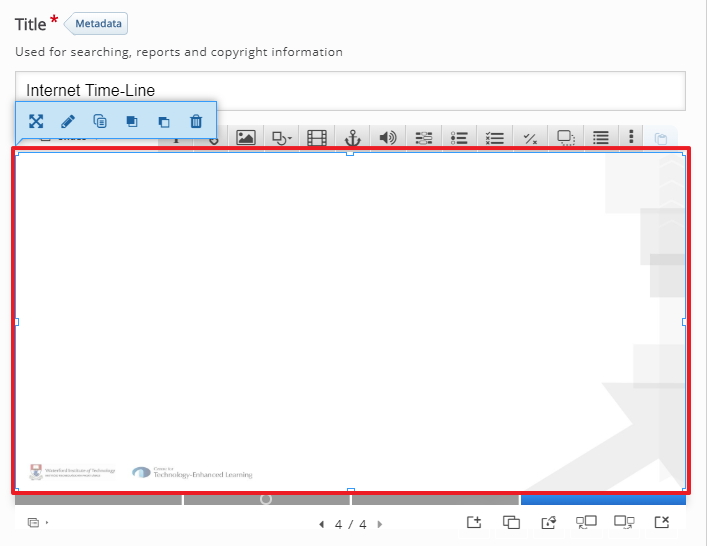 Title *
Metadata
Used for searching, reports and copyright information
Internet Time-Line
Waterford Institute of Technology
Centre for
Technology-Enhanced Learning
4 / 4